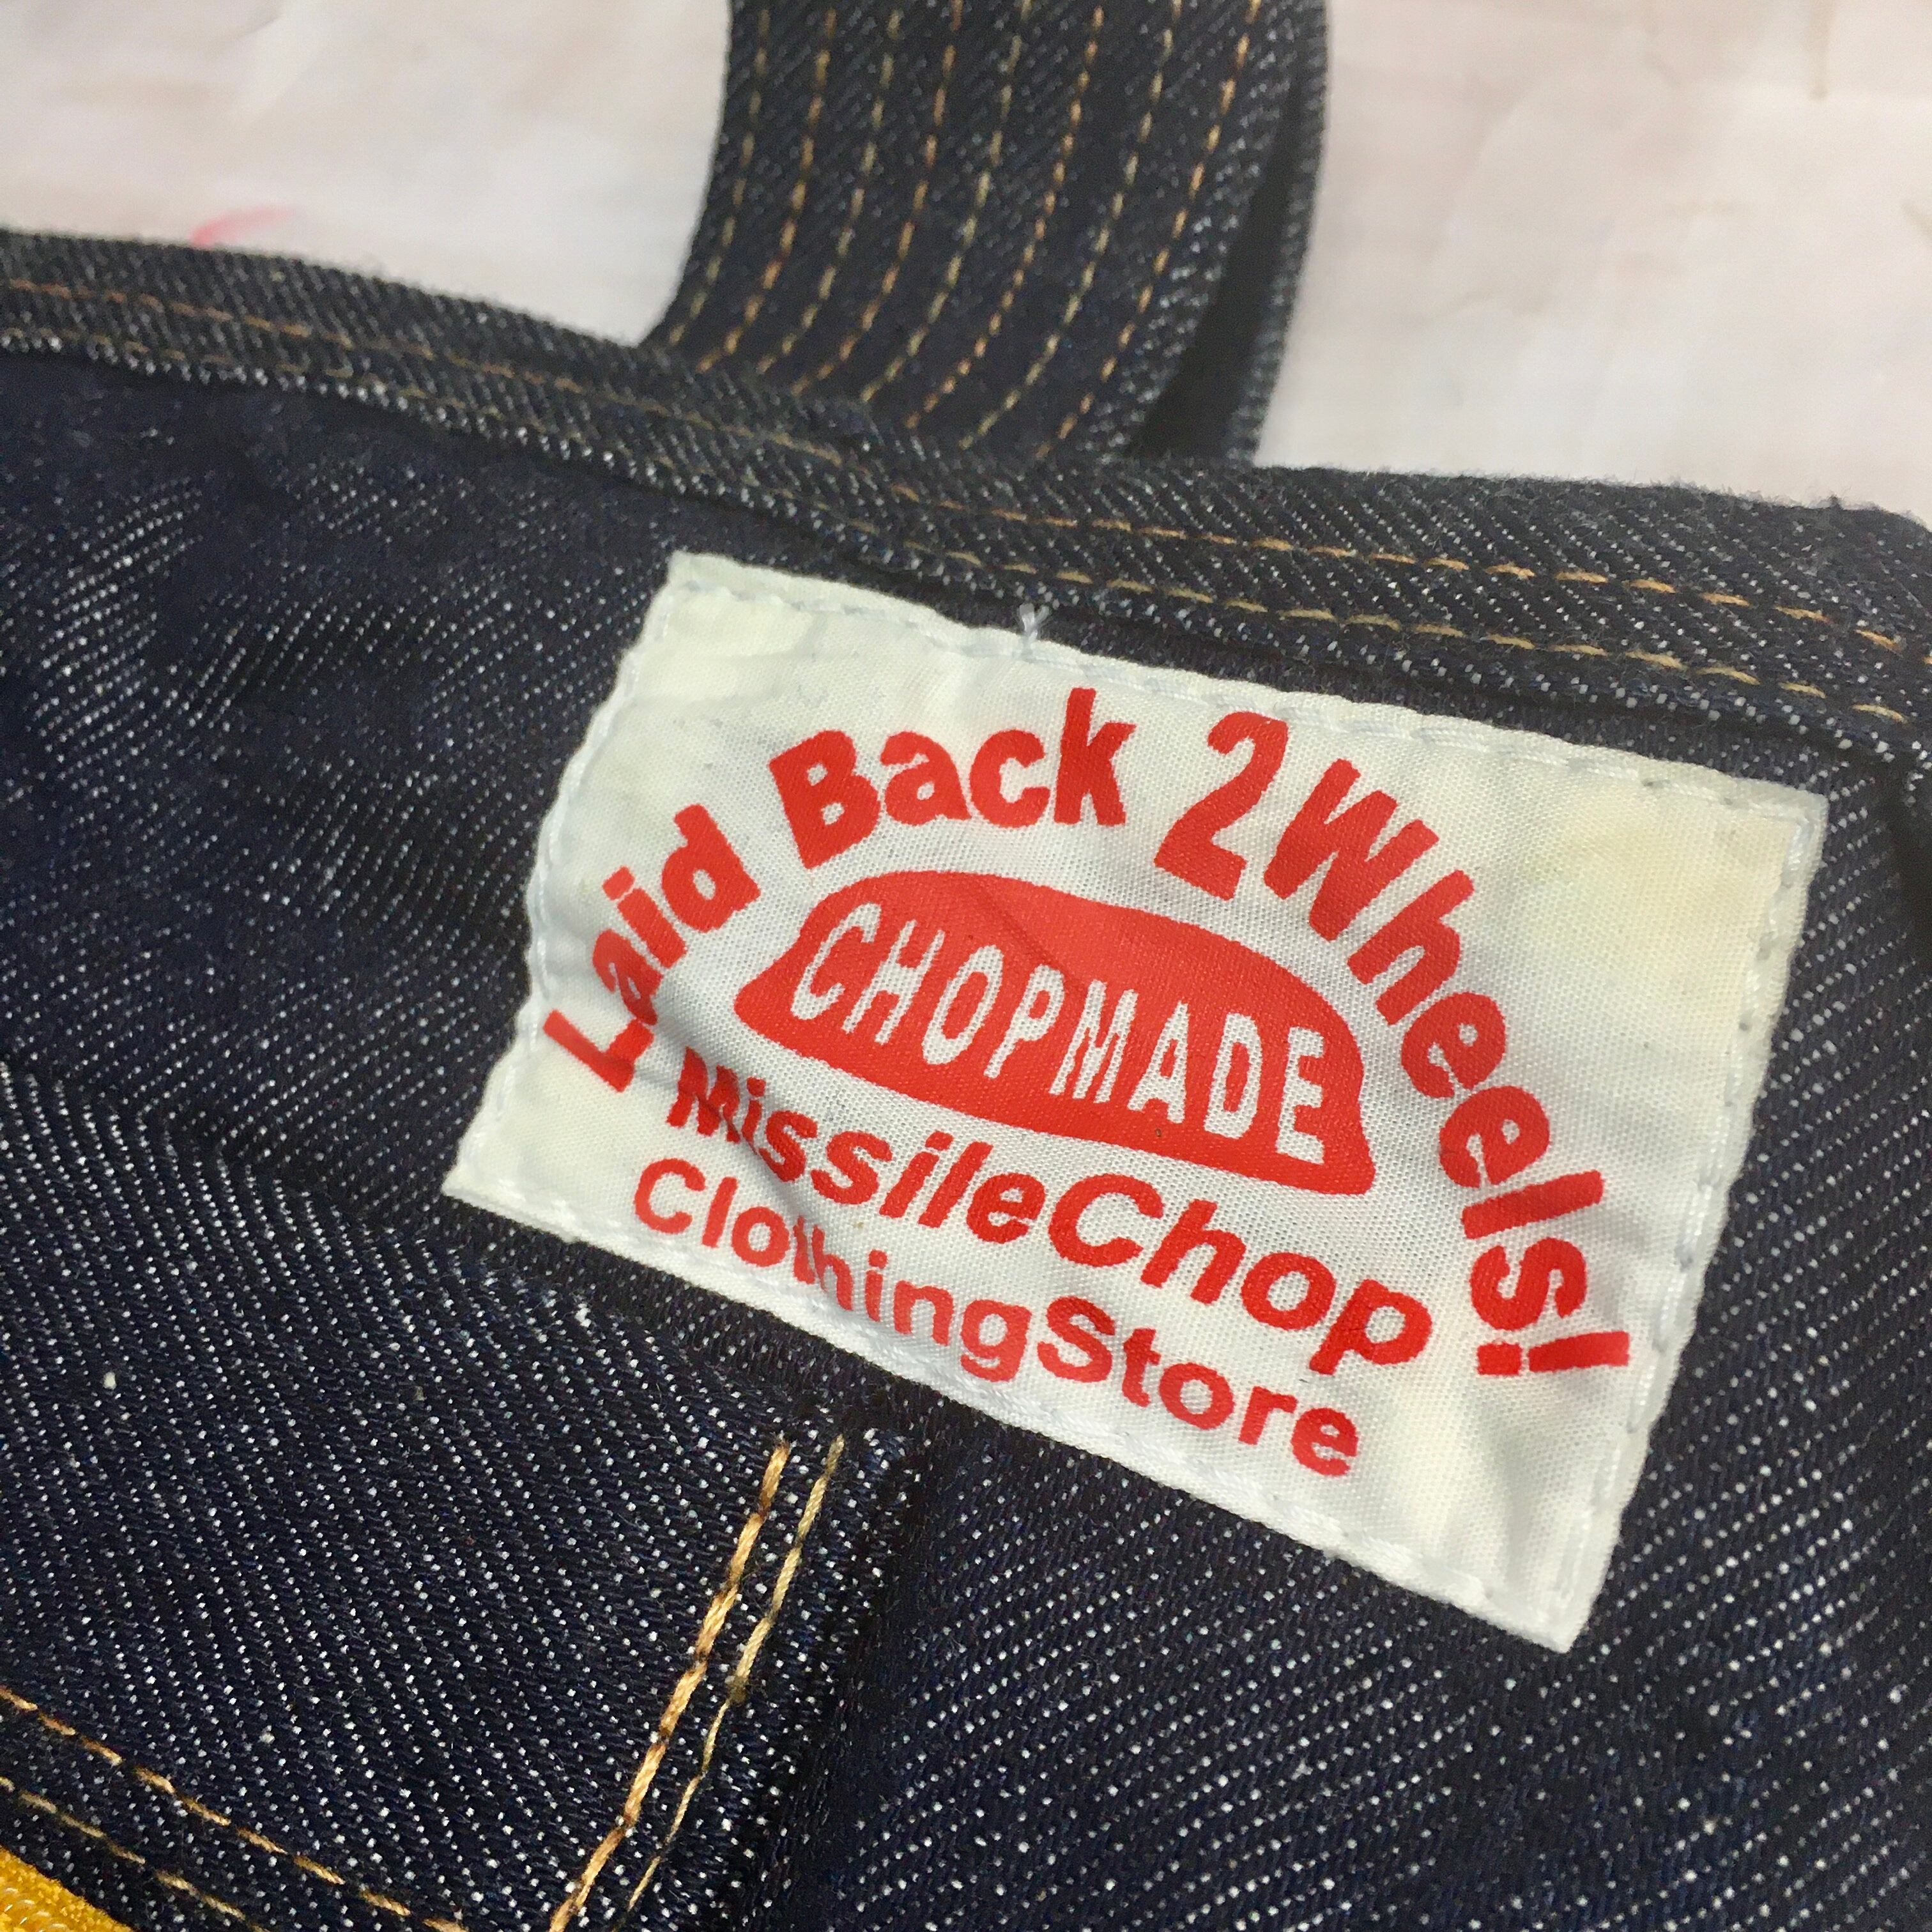 Laid Back 2Wheels!
CHOPMADE
MissileChop
ClothingStore